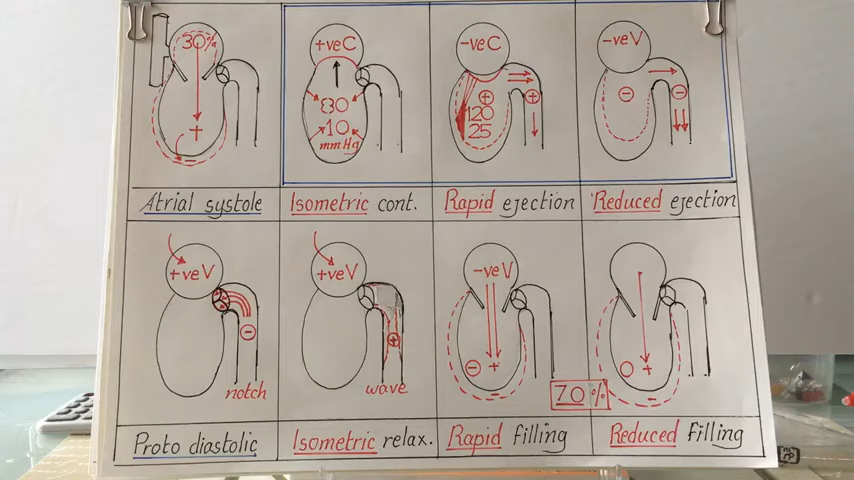 30%
+
-
Atrial systole
+veC
80
10
mmHg
Isometric cont.
-veC
+
+
120
25
Rapid ejection
-veV
-
-
Reduced ejection
+veV
-
notch
Proto diastolic
+veV
+
wave
Isometric relax.
-veV
- +
-
Rapid filling
70%
0 +
-
Reduced filling